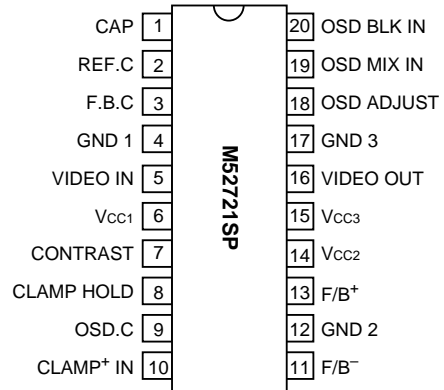 CAP 1 20 OSD BLK IN
REF.C 2 19 OSD MIX IN
F.B.C 3 18 OSD ADJUST
GND 1 4 17 GND 3
VIDEO IN 5 16 VIDEO OUT
VCC1 6 15 VCC3
CONTRAST 7 14 VCC2
CLAMP HOLD 8 13 F/B+
OSD.C 9 12 GND 2
CLAMP+ IN 10 11 F/B−
M52721SP